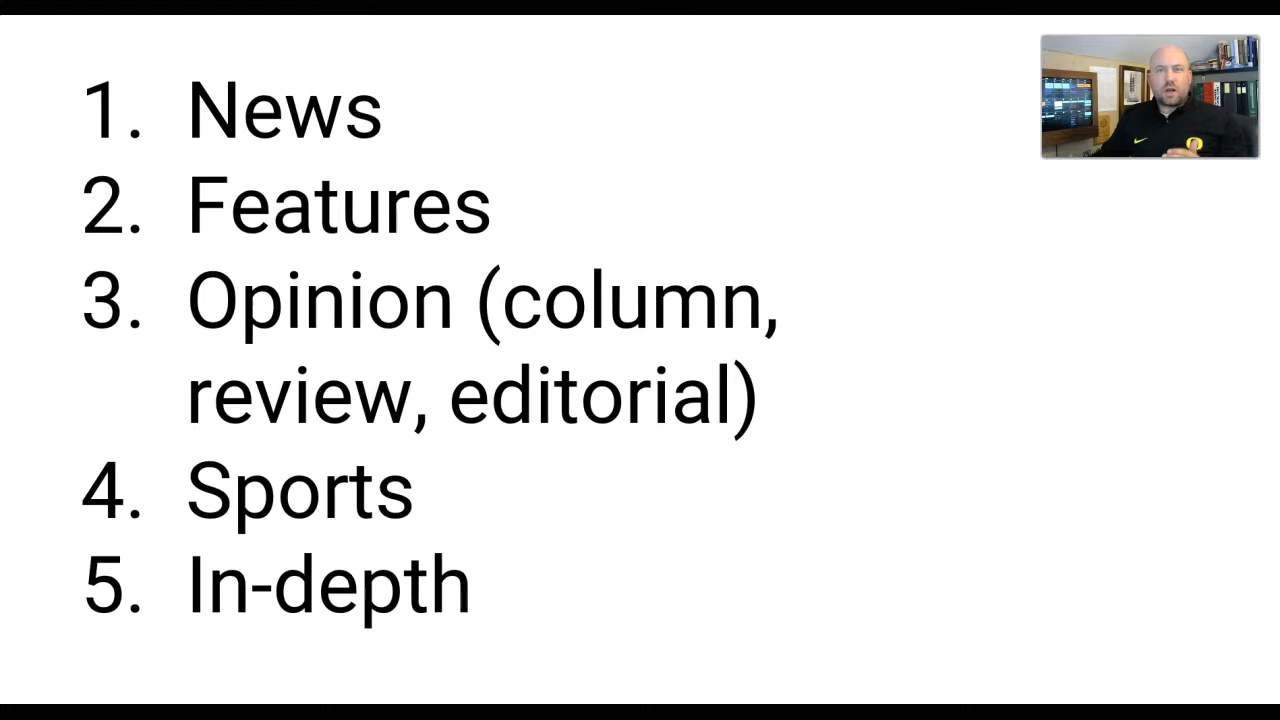 1. News
2. Features
3. Opinion (column,
review, editorial)
4. Sports
5. In-depth